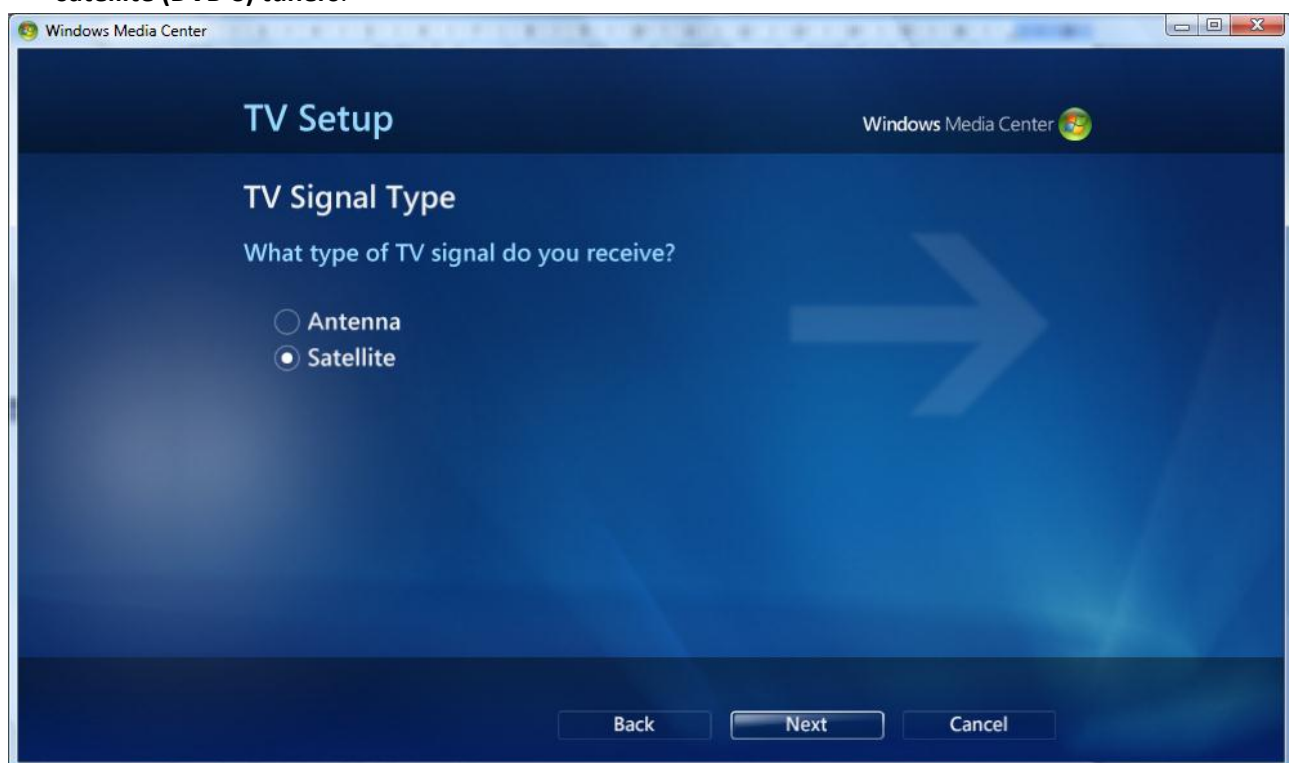 Windows Media Center
TV Setup
Windows Media Center
TV Signal Type
What type of TV signal do you receive?
Antenna
Satellite
Back Next Cancel